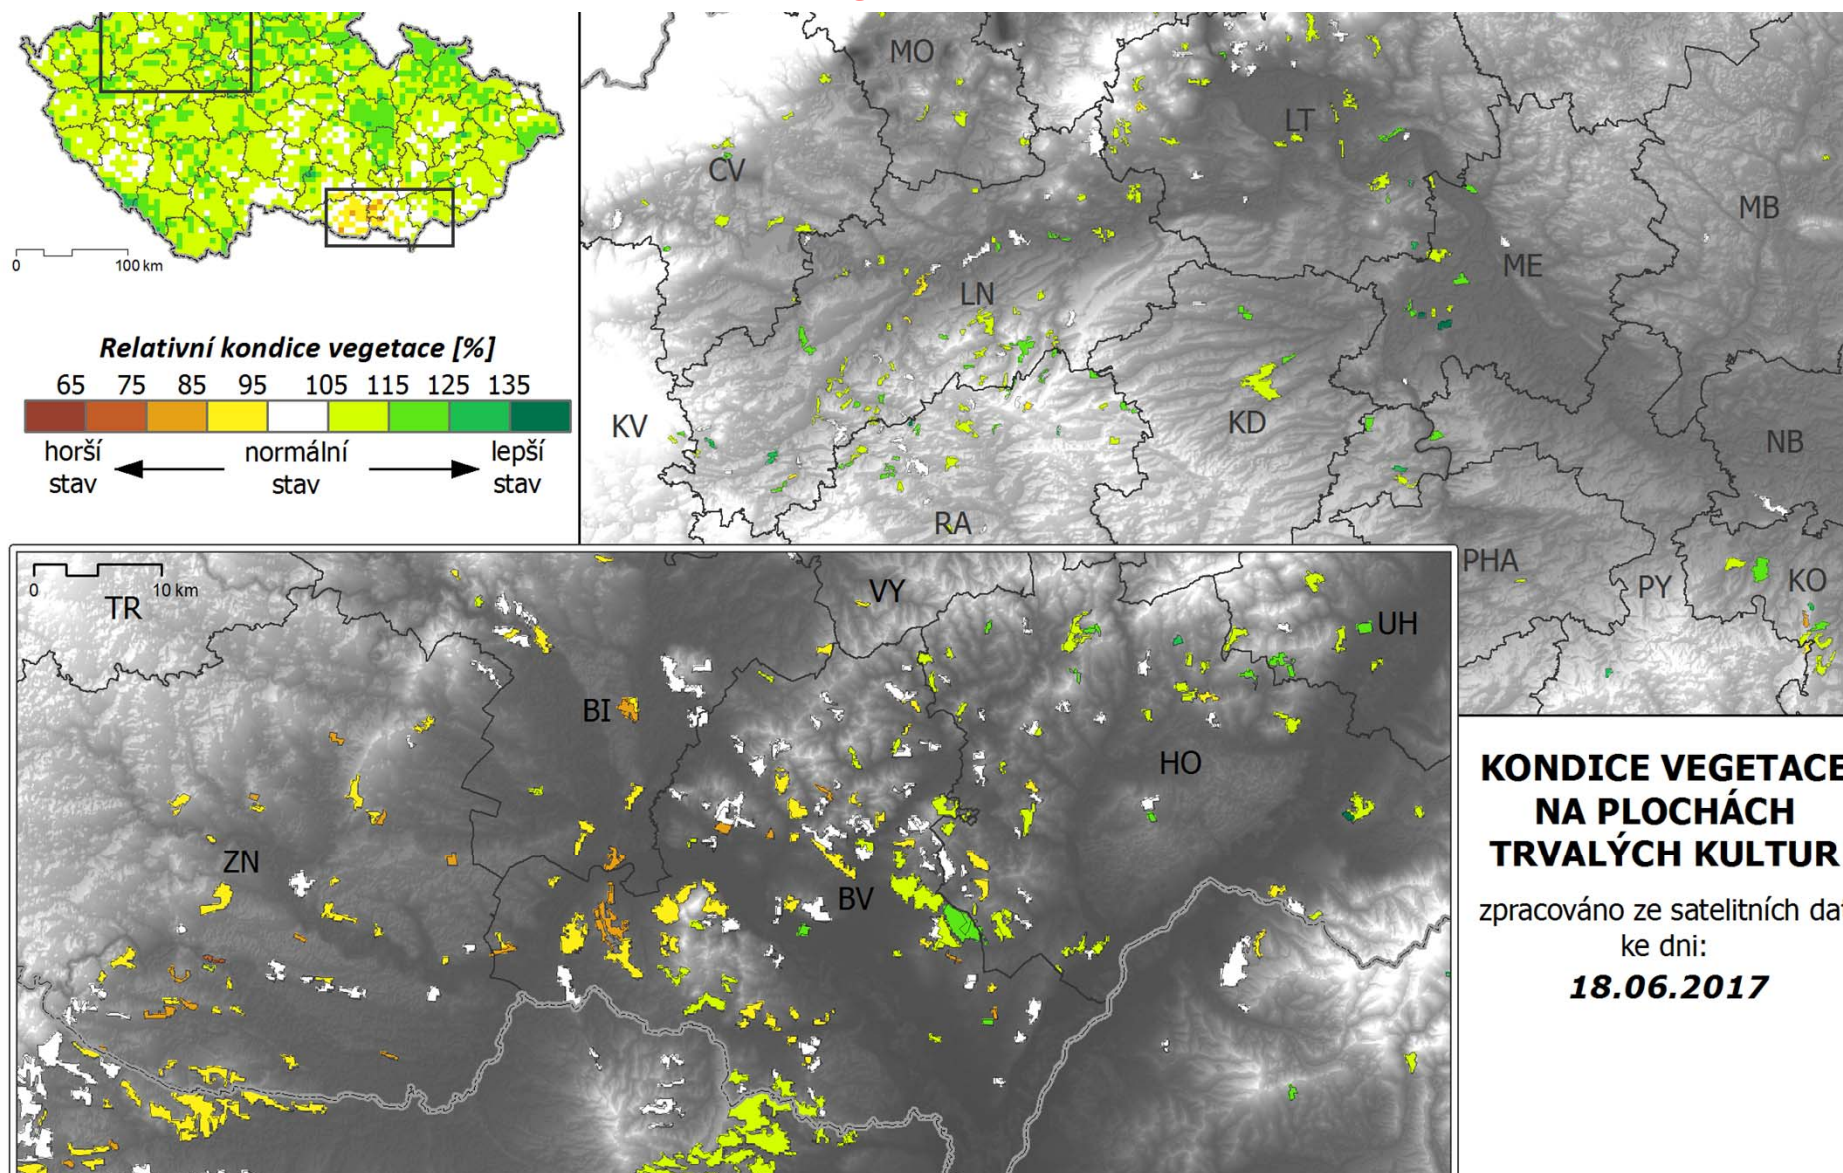 0 100 km
Relativní kondice vegetace [%]
65 75 85 95 105 115 125 135
horší normální lepší
stav stav stav
MO
LT
CV
MB
ME
LN
KV
KD
NB
RA
PHA
PY
KO
0 10 km
TR
VY
UH
BI
HO
ZN
BV
KONDICE VEGETACE
NA PLOCHÁCH
TRVALÝCH KULTUR
zpracováno ze satelitních dat
ke dni:
18.06.2017